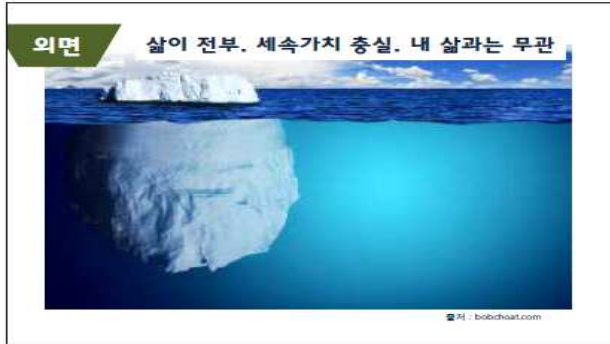 외면
삶이 전부. 세속가치 충실. 내 삶과는 무관
출처 : bobchoat.com